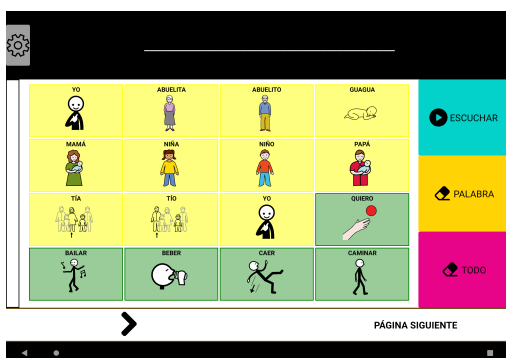 YO ABUELITA ABUELITO GUAGUA
ESCUCHAR
MAMÁ NIÑA NIÑO PAPÁ
PALABRA
TÍA TÍO YO QUIERO
BAILAR BEBER CAER CAMINAR
TODO
PÁGINA SIGUIENTE